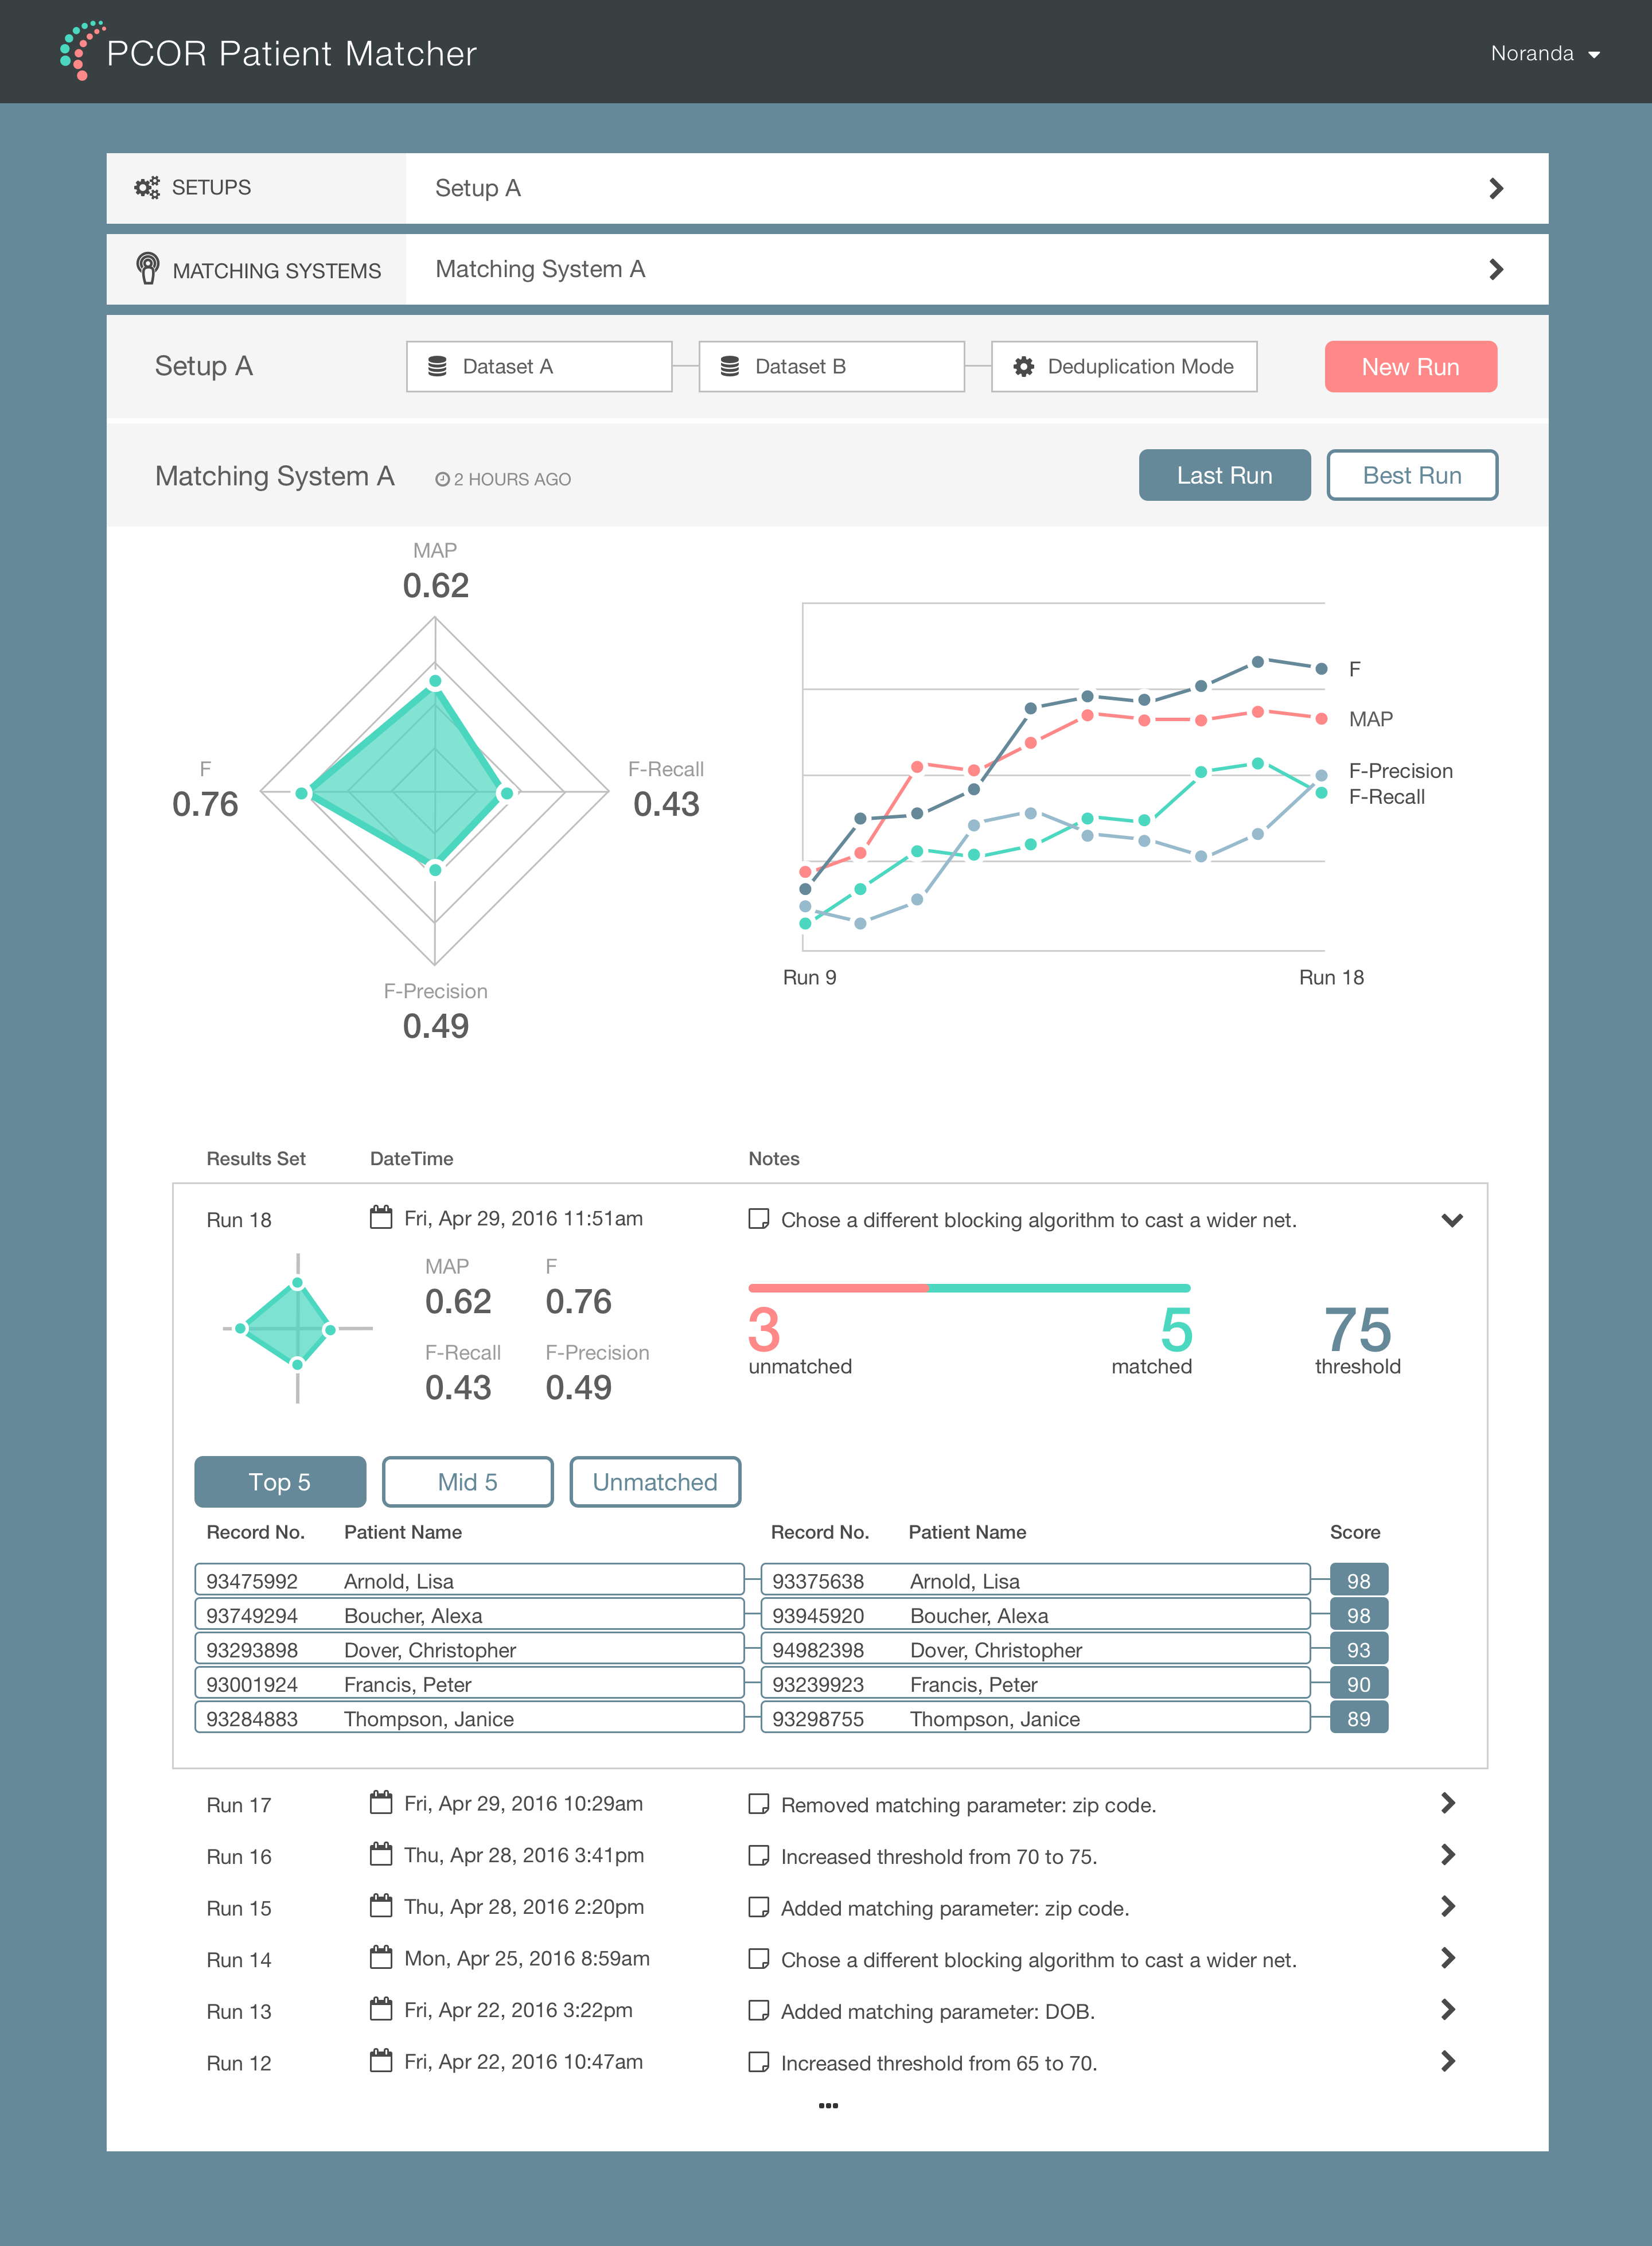 PCOR Patient Matcher
Noranda
SETUPS
Setup A
MATCHING SYSTEMS
Matching System A
Setup A
Dataset A
Dataset B
Deduplication Mode
New Run
Matching System A
2 HOURS AGO
Last Run
Best Run
MAP
0.62
F
0.76
F-Recall
0.43
F-Precision
0.49
F
MAP
F-Precision
F-Recall
Run 9
Run 18
Results Set DateTime Notes
Run 18 Fri, Apr 29, 2016 11:51am Chose a different blocking algorithm to cast a wider net.
MAP F
0.62 0.76
F-Recall F-Precision
0.43 0.49
3
unmatched
5
matched
75
threshold
Top 5 Mid 5 Unmatched
Record No. Patient Name Record No. Patient Name Score
93475992 Arnold, Lisa 93375638 Arnold, Lisa 98
93749294 Boucher, Alexa 93945920 Boucher, Alexa 98
93293898 Dover, Christopher 94982398 Dover, Christopher 93
93001924 Francis, Peter 93239923 Francis, Peter 90
93284883 Thompson, Janice 93298755 Thompson, Janice 89
Run 17 Fri, Apr 29, 2016 10:29am Removed matching parameter: zip code.
Run 16 Thu, Apr 28, 2016 3:41pm Increased threshold from 70 to 75.
Run 15 Thu, Apr 28, 2016 2:20pm Added matching parameter: zip code.
Run 14 Mon, Apr 25, 2016 8:59am Chose a different blocking algorithm to cast a wider net.
Run 13 Fri, Apr 22, 2016 3:22pm Added matching parameter: DOB.
Run 12 Fri, Apr 22, 2016 10:47am Increased threshold from 65 to 70.
...